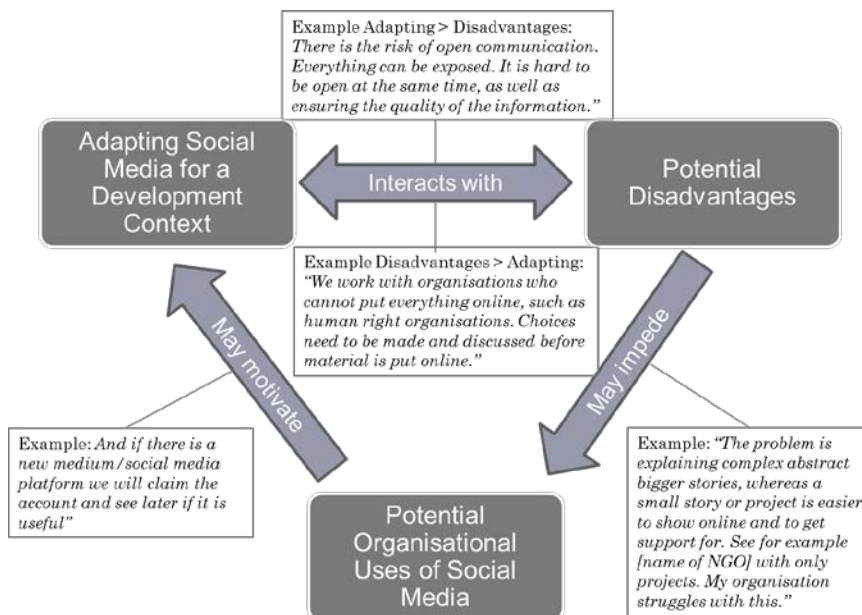 Example Adapting > Disadvantages:
There is the risk of open communication.
Everything can be exposed. It is hard to
be open at the same time, as well as
ensuring the quality of the information.”
Adapting Social
Media for a
Development
Context
Interacts with
Potential
Disadvantages
Example Disadvantages > Adapting:
“We work with organisations who
cannot put everything online, such as
human right organisations. Choices
need to be made and discussed before
material is put online.”
May motivate
May impede
Example: And if there is a
new medium/social media
platform we will claim the
account and see later if it is
useful”
Potential
Organisational
Uses of Social
Media
Example: “The problem is
explaining complex abstract
bigger stories, whereas a
small story or project is easier
to show online and to get
support for. See for example
[name of NGO] with only
projects. My organisation
struggles with this.”